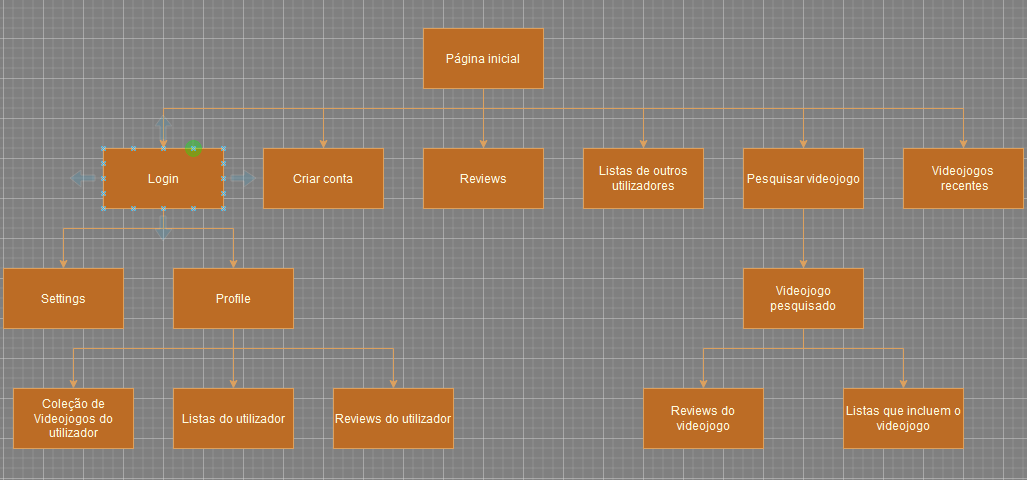 Página inicial
Login
Criar conta
Reviews
Listas de outros
utilizadores
Pesquisar videojogo
Videojogos
recentes
Settings
Profile
Videojogo
pesquisado
Coleção de
Videojogos do
utilizador
Listas do utilizador
Reviews do utilizador
Reviews do
videojogo
Listas que incluem o
videojogo